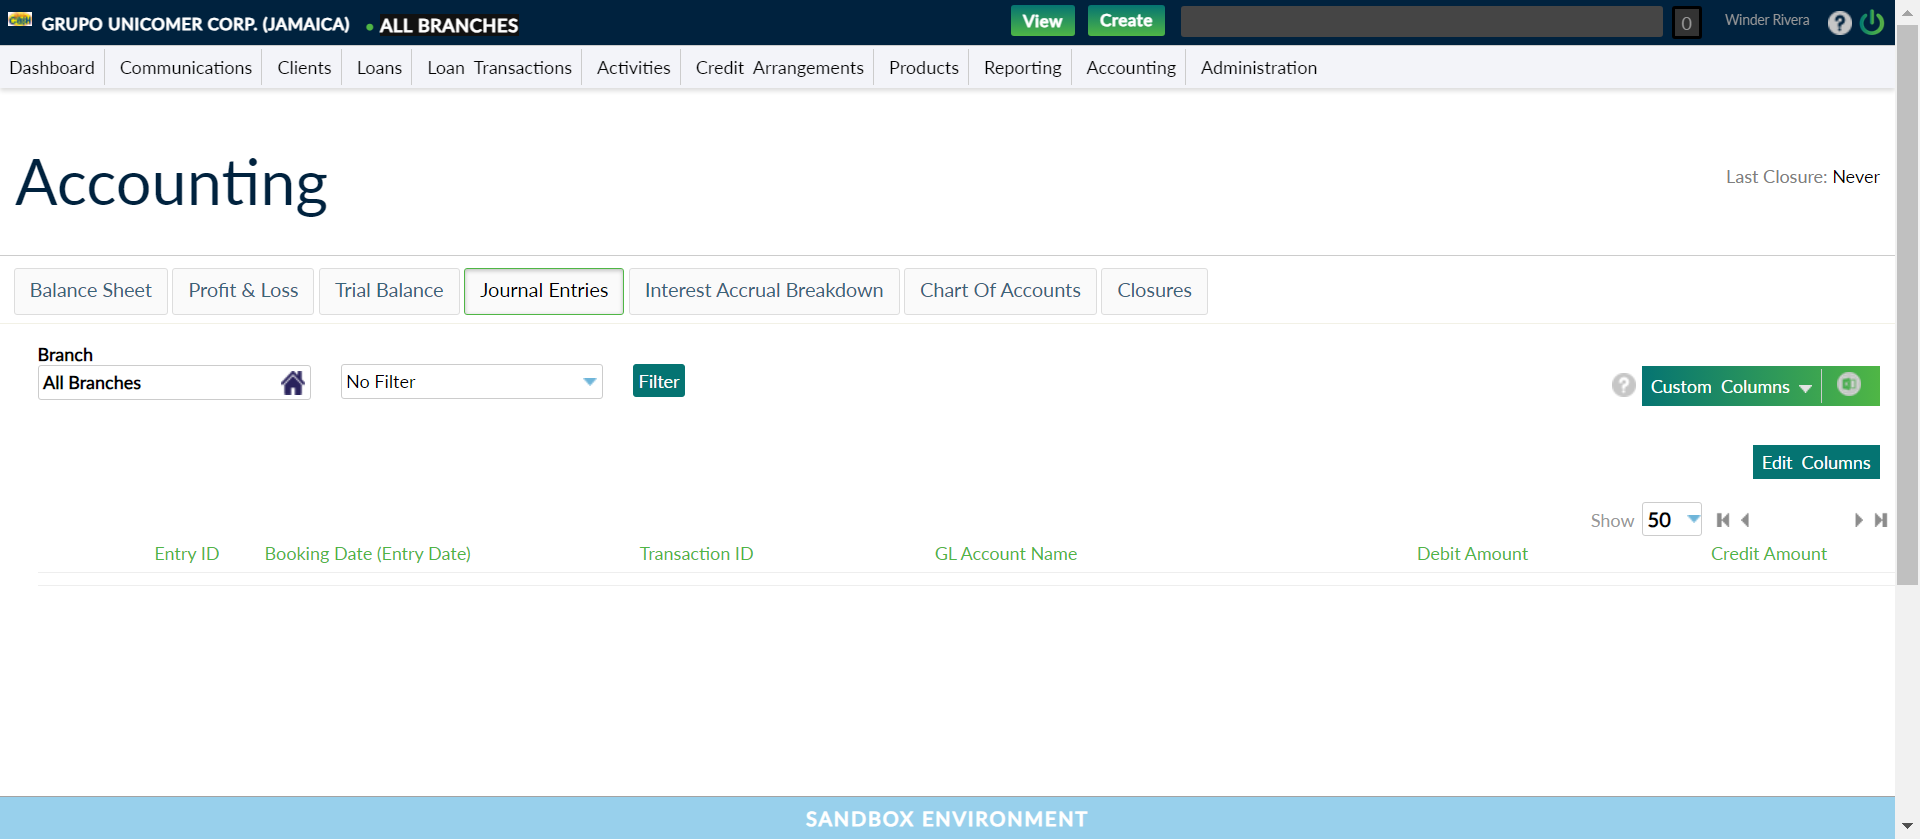 GRUPO UNICOMER CORP. (JAMAICA) • ALL BRANCHES View Create 0 Winder Rivera ?
Dashboard Communications Clients Loans Loan Transactions Activities Credit Arrangements Products Reporting Accounting Administration
Accounting
Last Closure: Never
Balance Sheet Profit & Loss Trial Balance Journal Entries Interest Accrual Breakdown Chart Of Accounts Closures
Branch
All Branches No Filter Filter ? Custom Columns
Edit Columns
Show 50
Entry ID Booking Date (Entry Date) Transaction ID GL Account Name Debit Amount Credit Amount
SANDBOX ENVIRONMENT